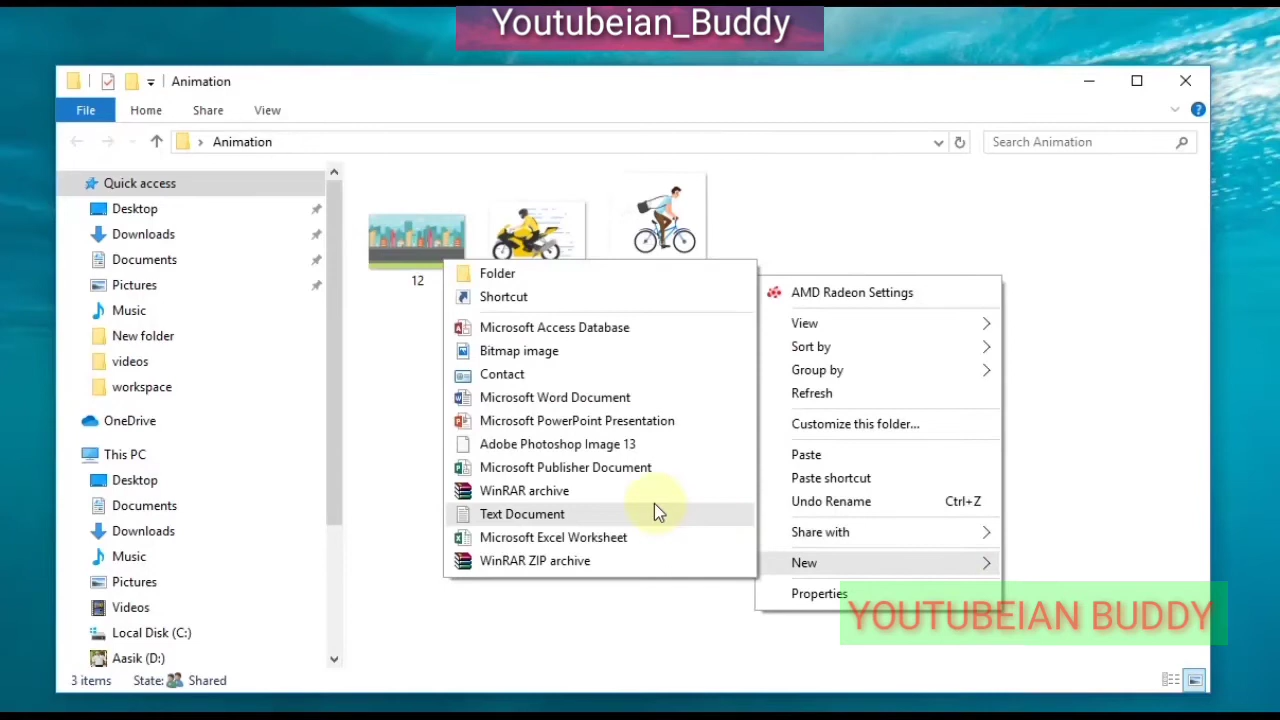 Youtubeian_Buddy
Animation
File
Home
Share
View
Animation
Search Animation
Quick access
Desktop
Downloads
Documents
Pictures
Music
New folder
videos
workspace
OneDrive
This PC
Desktop
Documents
Downloads
Music
Pictures
Videos
Local Disk (C:)
Aasik (D:)
12
Folder
Shortcut
Microsoft Access Database
Bitmap image
Contact
Microsoft Word Document
Microsoft PowerPoint Presentation
Adobe Photoshop Image 13
Microsoft Publisher Document
WinRAR archive
Text Document
Microsoft Excel Worksheet
WinRAR ZIP archive
AMD Radeon Settings
View
Sort by
Group by
Refresh
Customize this folder...
Paste
Paste shortcut
Undo Rename Ctrl+Z
Share with
New
Properties
YOUTUBEIAN BUDDY
3 items State: Shared